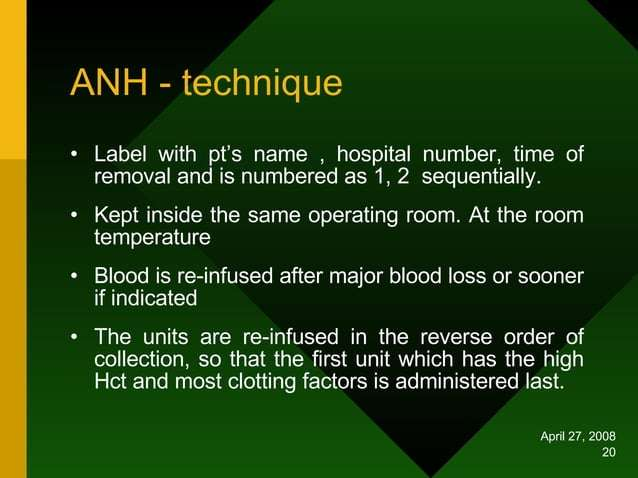 ANH - technique
• Label with pt's name , hospital number, time of
removal and is numbered as 1, 2 sequentially.
• Kept inside the same operating room. At the room
temperature
• Blood is re-infused after major blood loss or sooner
if indicated
• The units are re-infused in the reverse order of
collection, so that the first unit which has the high
Hct and most clotting factors is administered last.
April 27, 2008
20